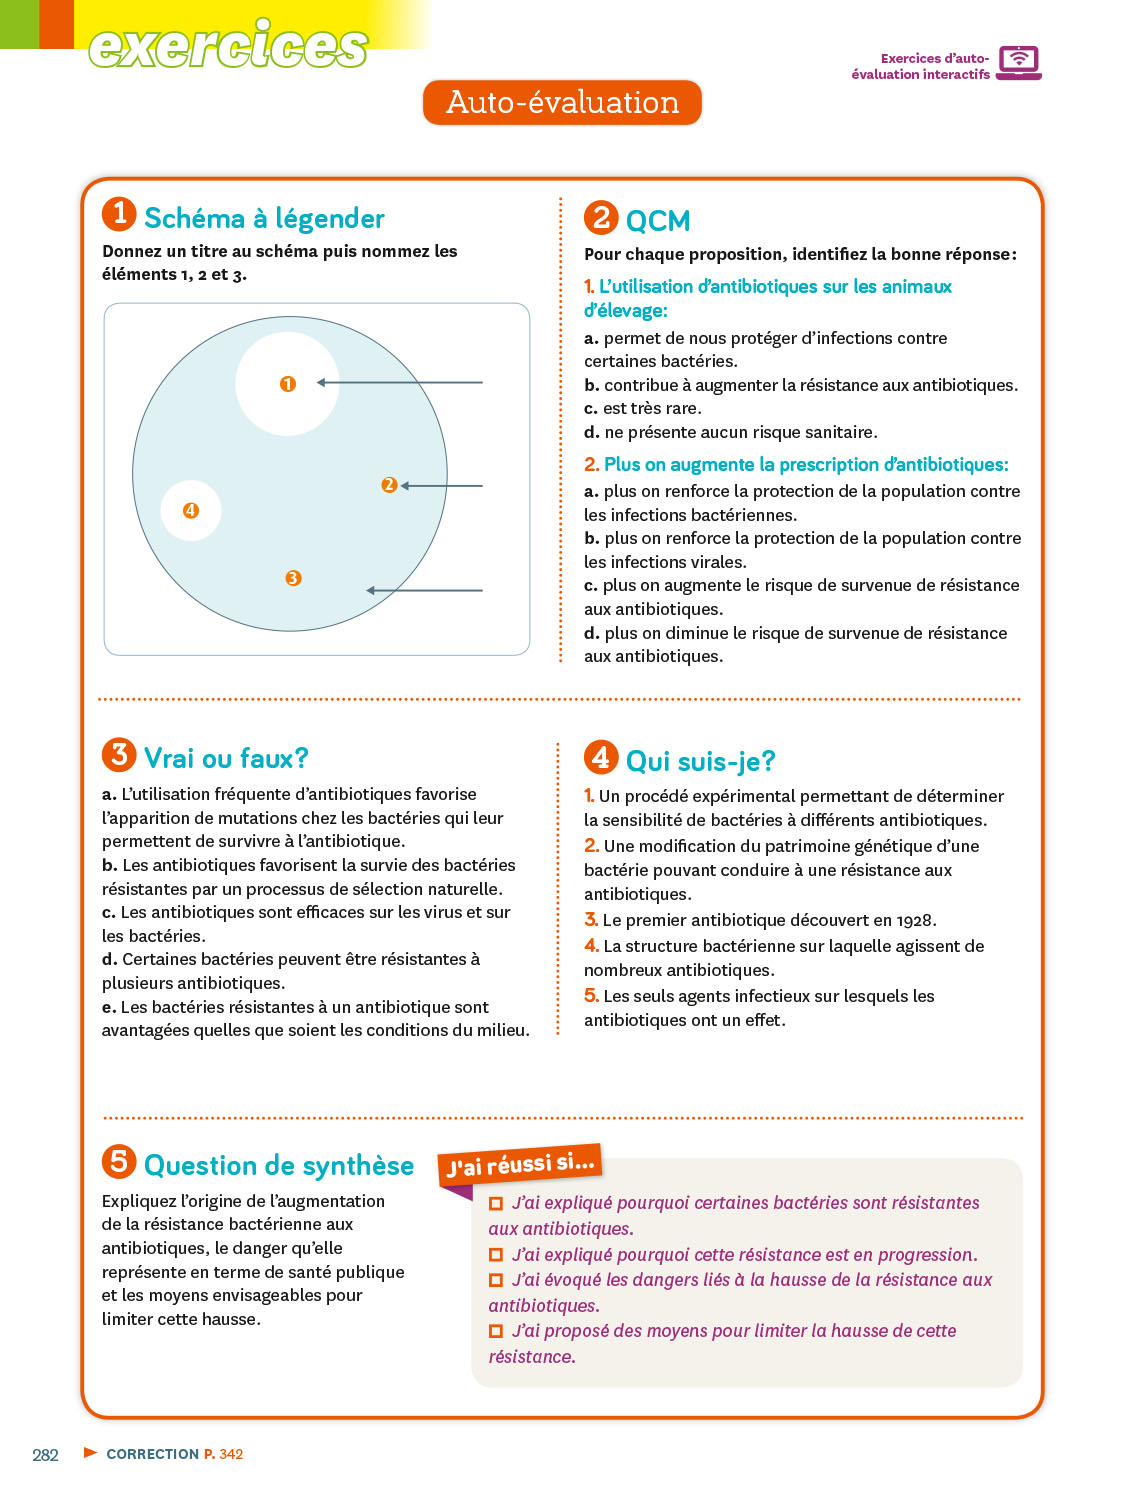 exercices
Exercices d’auto-
évaluation interactifs
Auto-évaluation
1 Schéma à légender
Donnez un titre au schéma puis nommez les
éléments 1, 2 et 3.
1
2
4
3
2 QCM
Pour chaque proposition, identifiez la bonne réponse :
1. L’utilisation d’antibiotiques sur les animaux
d’élevage :
a. permet de nous protéger d’infections contre
certaines bactéries.
b. contribue à augmenter la résistance aux antibiotiques.
c. est très rare.
d. ne présente aucun risque sanitaire.
2. Plus on augmente la prescription d’antibiotiques :
a. plus on renforce la protection de la population contre
les infections bactériennes.
b. plus on renforce la protection de la population contre
les infections virales.
c. plus on augmente le risque de survenue de résistance
aux antibiotiques.
d. plus on diminue le risque de survenue de résistance
aux antibiotiques.
3 Vrai ou faux ?
a. L’utilisation fréquente d’antibiotiques favorise
l’apparition de mutations chez les bactéries qui leur
permettent de survivre à l’antibiotique.
b. Les antibiotiques favorisent la survie des bactéries
résistantes par un processus de sélection naturelle.
c. Les antibiotiques sont efficaces sur les virus et sur
les bactéries.
d. Certaines bactéries peuvent être résistantes à
plusieurs antibiotiques.
e. Les bactéries résistantes à un antibiotique sont
avantagées quelles que soient les conditions du milieu.
4 Qui suis-je ?
1. Un procédé expérimental permettant de déterminer
la sensibilité de bactéries à différents antibiotiques.
2. Une modification du patrimoine génétique d’une
bactérie pouvant conduire à une résistance aux
antibiotiques.
3. Le premier antibiotique découvert en 1928.
4. La structure bactérienne sur laquelle agissent de
nombreux antibiotiques.
5. Les seuls agents infectieux sur lesquels les
antibiotiques ont un effet.
5 Question de synthèse
Expliquez l’origine de l’augmentation
de la résistance bactérienne aux
antibiotiques, le danger qu’elle
représente en terme de santé publique
et les moyens envisageables pour
limiter cette hausse.
J'ai réussi si...
J’ai expliqué pourquoi certaines bactéries sont résistantes
aux antibiotiques.
J’ai expliqué pourquoi cette résistance est en progression.
J’ai évoqué les dangers liés à la hausse de la résistance aux
antibiotiques.
J’ai proposé des moyens pour limiter la hausse de cette
résistance.
282 CORRECTION P. 342